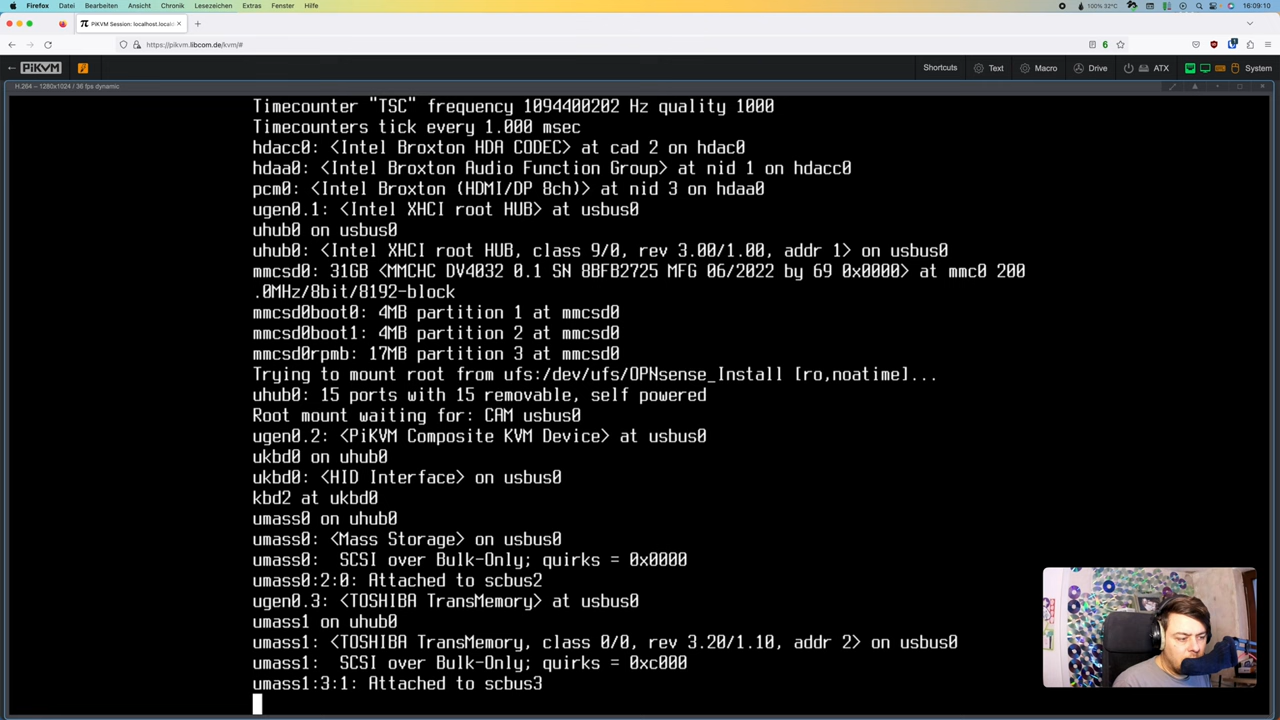 Firefox Datei Bearbeiten Ansicht Chronik Lesezeichen Extras Fenster Hilfe 100% 32°C 16:09:10
PiKVM Session: localhost.local
https://pikvm.libcom.de/kvm/# 6
← PiKVM Shortcuts Text Macro Drive ATX System
H.264 – 1280x1024 / 36 fps dynamic
Timecounter "TSC" frequency 1094400202 Hz quality 1000
Timecounters tick every 1.000 msec
hdacc0: <Intel Broxton HDA CODEC> at cad 2 on hdac0
hdaa0: <Intel Broxton Audio Function Group> at nid 1 on hdacc0
pcm0: <Intel Broxton (HDMI/DP 8ch)> at nid 3 on hdaa0
ugen0.1: <Intel XHCI root HUB> at usbus0
uhub0 on usbus0
uhub0: <Intel XHCI root HUB, class 9/0, rev 3.00/1.00, addr 1> on usbus0
mmcsd0: 31GB <MMCHC DV4032 0.1 SN 8BFB2725 MFG 06/2022 by 69 0x0000> at mmc0 200
.0MHz/8bit/8192-block
mmcsd0boot0: 4MB partition 1 at mmcsd0
mmcsd0boot1: 4MB partition 2 at mmcsd0
mmcsd0rpmb: 17MB partition 3 at mmcsd0
Trying to mount root from ufs:/dev/ufs/OPNsense_Install [ro,noatime]...
uhub0: 15 ports with 15 removable, self powered
Root mount waiting for: CAM usbus0
ugen0.2: <PiKVM Composite KVM Device> at usbus0
ukbd0 on uhub0
ukbd0: <HID Interface> on usbus0
kbd2 at ukbd0
umass0 on uhub0
umass0: <Mass Storage> on usbus0
umass0:  SCSI over Bulk-Only; quirks = 0x0000
umass0:2:0: Attached to scbus2
ugen0.3: <TOSHIBA TransMemory> at usbus0
umass1 on uhub0
umass1: <TOSHIBA TransMemory, class 0/0, rev 3.20/1.10, addr 2> on usbus0
umass1:  SCSI over Bulk-Only; quirks = 0xc000
umass1:3:1: Attached to scbus3